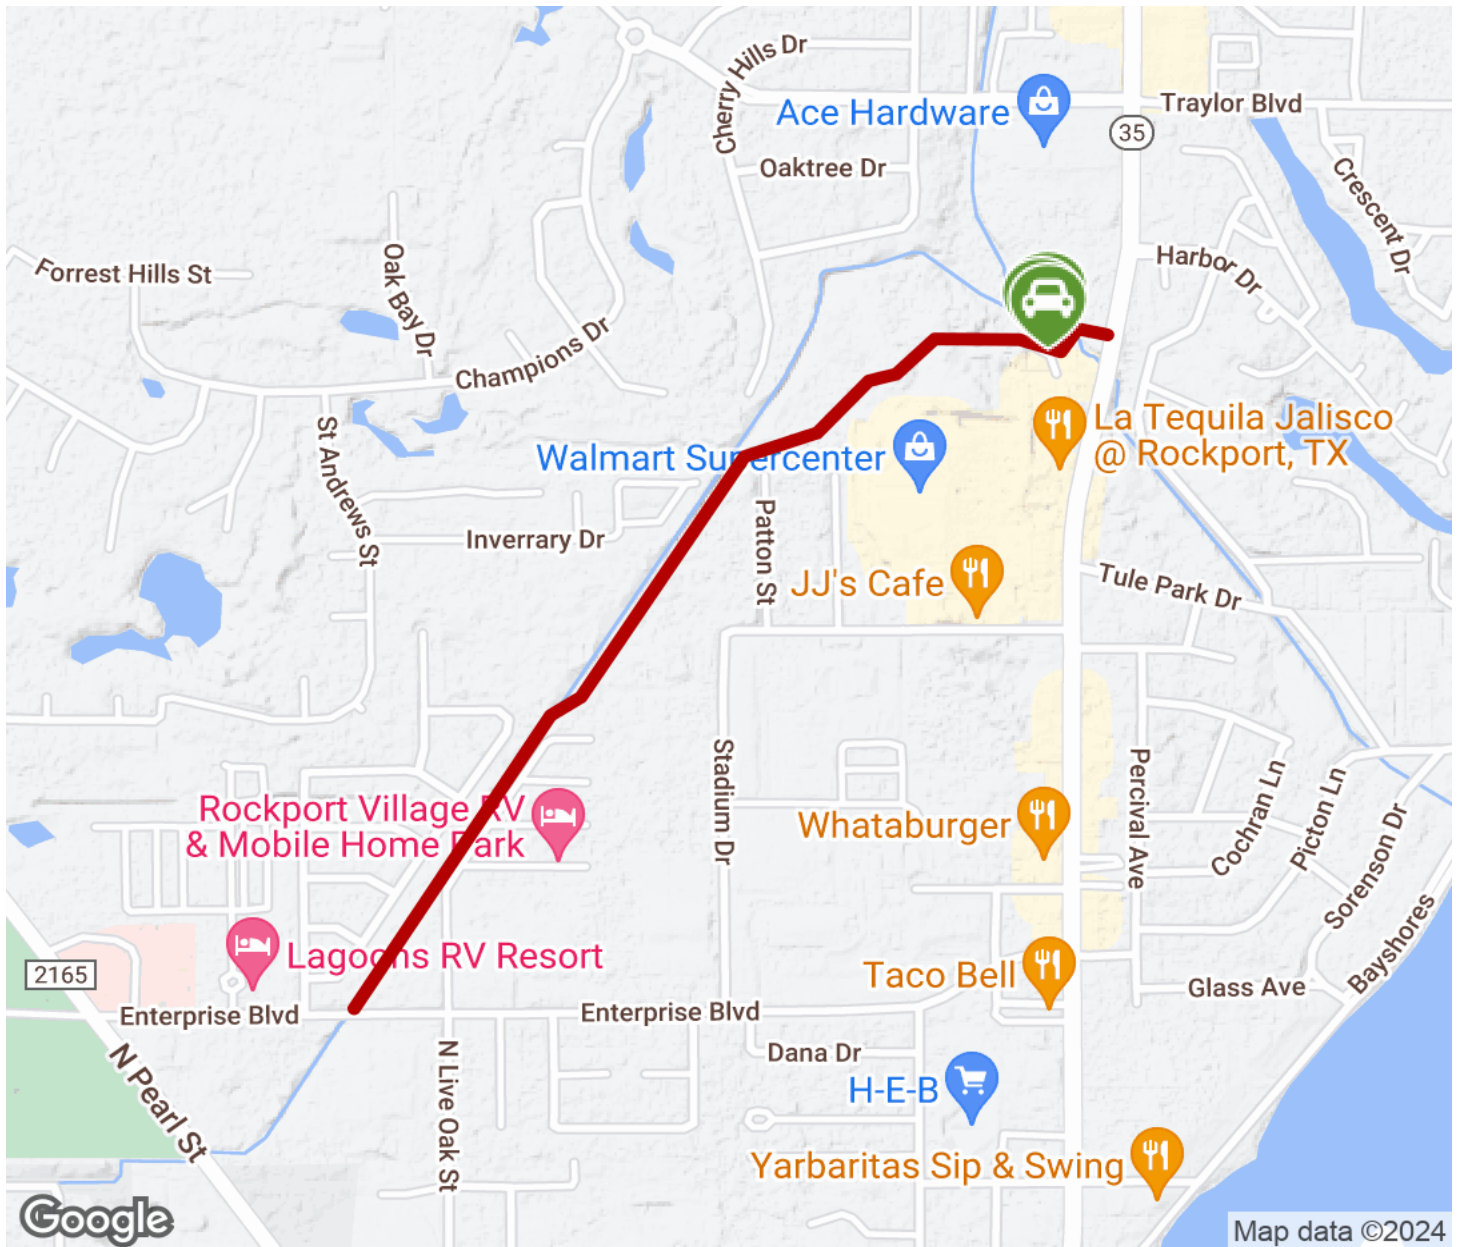 Cherry Hills Dr
Ace Hardware
Traylor Blvd
35
Oaktree Dr
Crescent Dr
Forrest Hills St
Oak Bay Dr
Harbor Dr
Champions Dr
La Tequila Jalisco
@ Rockport, TX
St Andrews St
Walmart Supercenter
Inverrary Dr
Patton St
JJ's Cafe
Tule Park Dr
Stadium Dr
Percival Ave
Cochran Ln
Picton Ln
Sorenson Dr
Rockport Village RV
& Mobile Home Park
Whataburger
Bayshores
Lagoons RV Resort
2165
Taco Bell
Glass Ave
Enterprise Blvd
Enterprise Blvd
N Pearl St
N Live Oak St
Dana Dr
H-E-B
Yarbaritas Sip & Swing
Google
Map data ©2024